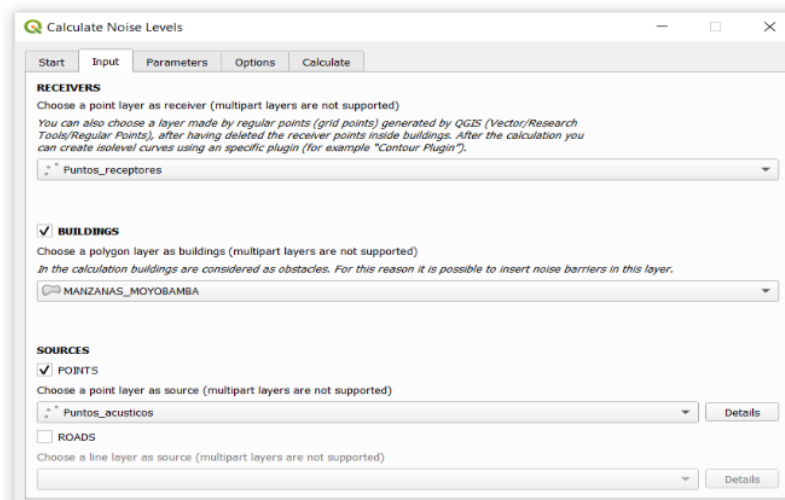 Calculate Noise Levels
Start Input Parameters Options Calculate
RECEIVERS
Choose a point layer as receiver (multipart layers are not supported)
You can also choose a layer made by regular points (grid points) generated by QGIS (Vector/Research
Tools/Regular Points), after having deleted the receiver points inside buildings. After the calculation you
can create isolevel curves using an specific plugin (for example "Contour Plugin").
Puntos_receptores
BUILDINGS
Choose a polygon layer as buildings (multipart layers are not supported)
In the calculation buildings are considered as obstacles. For this reason it is possible to insert noise barriers in this layer.
MANZANAS_MOYOBAMBA
SOURCES
POINTS
Choose a point layer as source (multipart layers are not supported)
Puntos_acusticos Details
ROADS
Choose a line layer as source (multipart layers are not supported)
Details